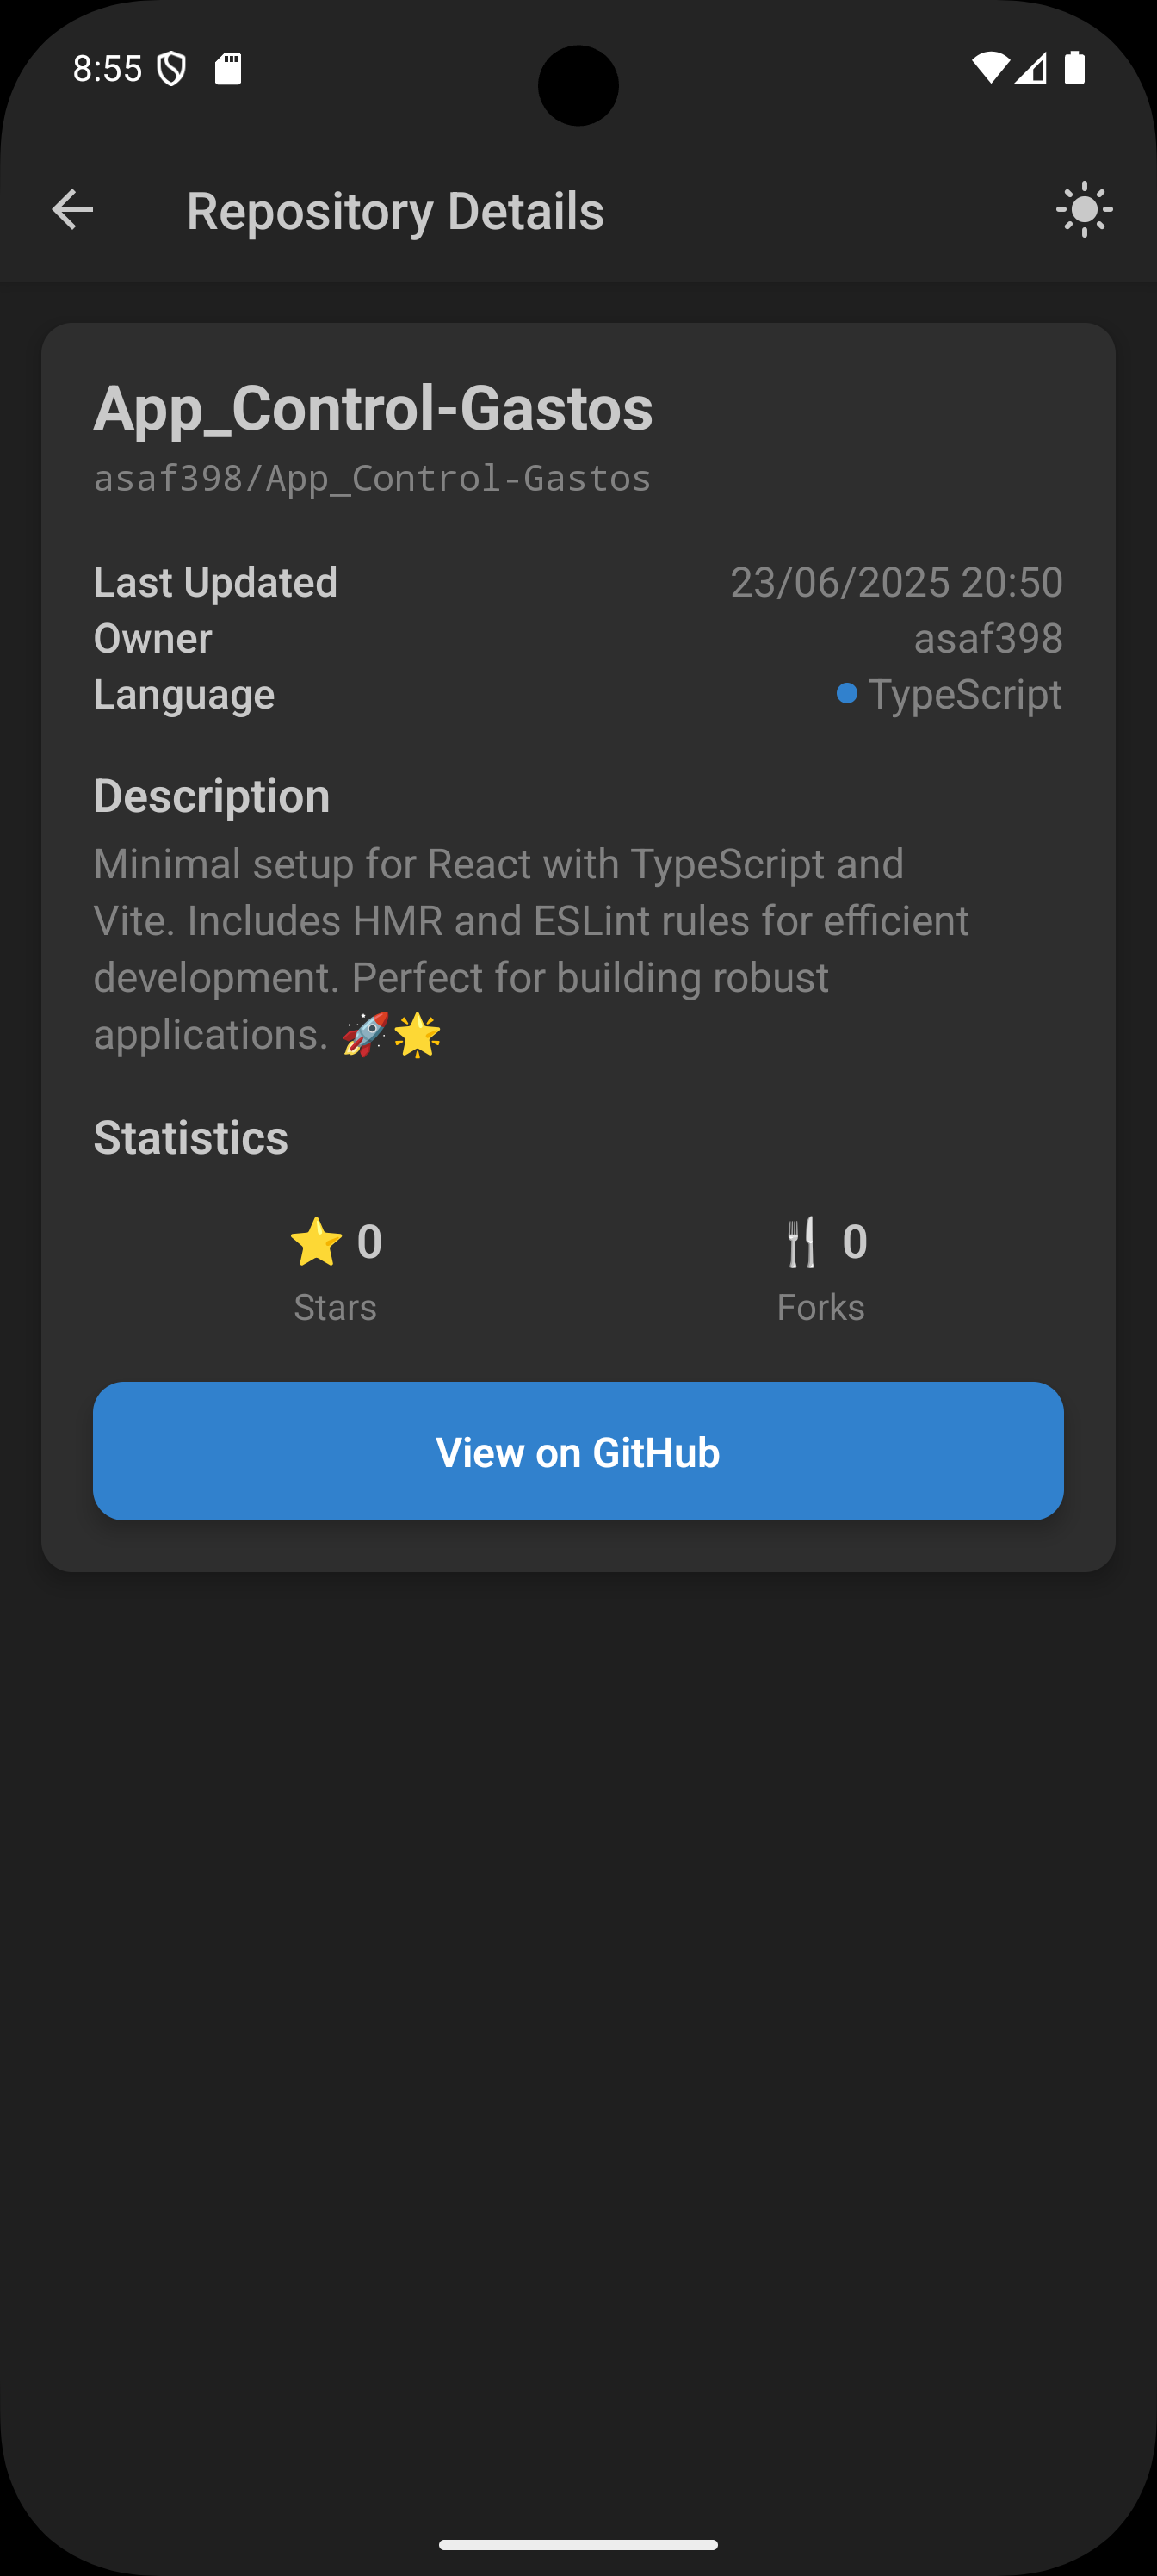 8:55
Repository Details
App_Control-Gastos
asaf398/App_Control-Gastos
Last Updated 23/06/2025 20:50
Owner asaf398
Language TypeScript
Description
Minimal setup for React with TypeScript and
Vite. Includes HMR and ESLint rules for efficient
development. Perfect for building robust
applications. 🚀🌟
Statistics
⭐ 0 🍴 0
Stars Forks
View on GitHub